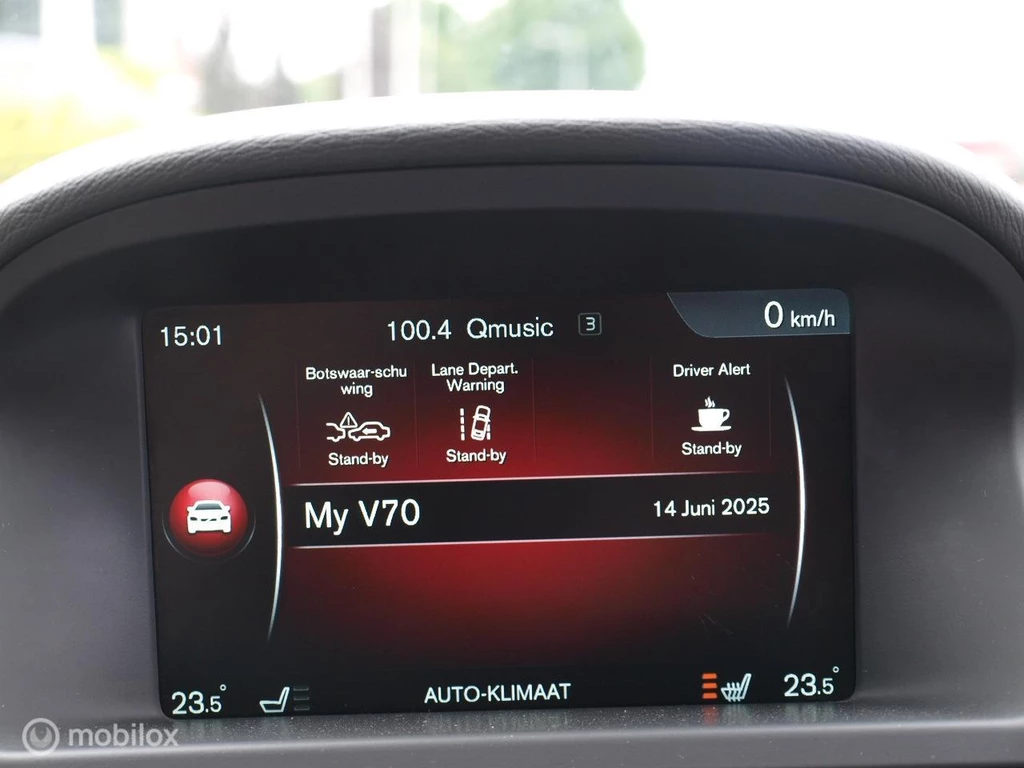 15:01
100.4 Qmusic 3
0 km/h
Botswaar-schu
wing
Stand-by
Lane Depart.
Warning
Stand-by
Driver Alert
Stand-by
My V70
14 Juni 2025
23.5°
AUTO-KLIMAAT
23.5°
mobilox